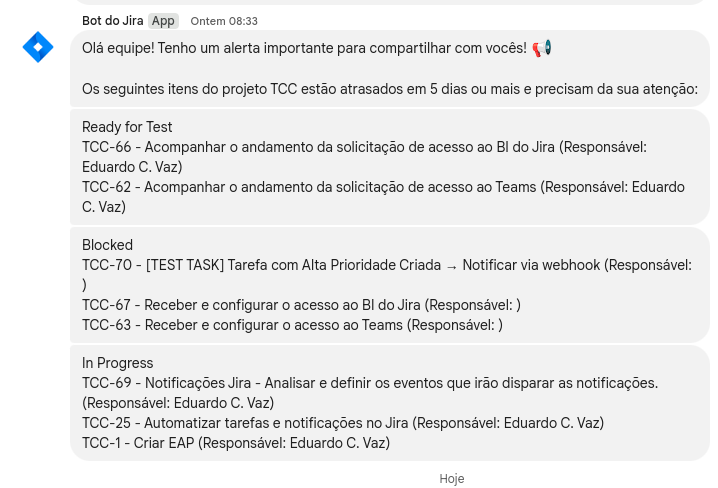 Bot do Jira App Ontem 08:33
Olá equipe! Tenho um alerta importante para compartilhar com vocês! 📢
Os seguintes itens do projeto TCC estão atrasados em 5 dias ou mais e precisam da sua atenção:
Ready for Test
TCC-66 - Acompanhar o andamento da solicitação de acesso ao BI do Jira (Responsável:
Eduardo C. Vaz)
TCC-62 - Acompanhar o andamento da solicitação de acesso ao Teams (Responsável: Eduardo
C. Vaz)
Blocked
TCC-70 - [TEST TASK] Tarefa com Alta Prioridade Criada → Notificar via webhook (Responsável:
)
TCC-67 - Receber e configurar o acesso ao BI do Jira (Responsável: )
TCC-63 - Receber e configurar o acesso ao Teams (Responsável: )
In Progress
TCC-69 - Notificações Jira - Analisar e definir os eventos que irão disparar as notificações.
(Responsável: Eduardo C. Vaz)
TCC-25 - Automatizar tarefas e notificações no Jira (Responsável: Eduardo C. Vaz)
TCC-1 - Criar EAP (Responsável: Eduardo C. Vaz)
Hoje